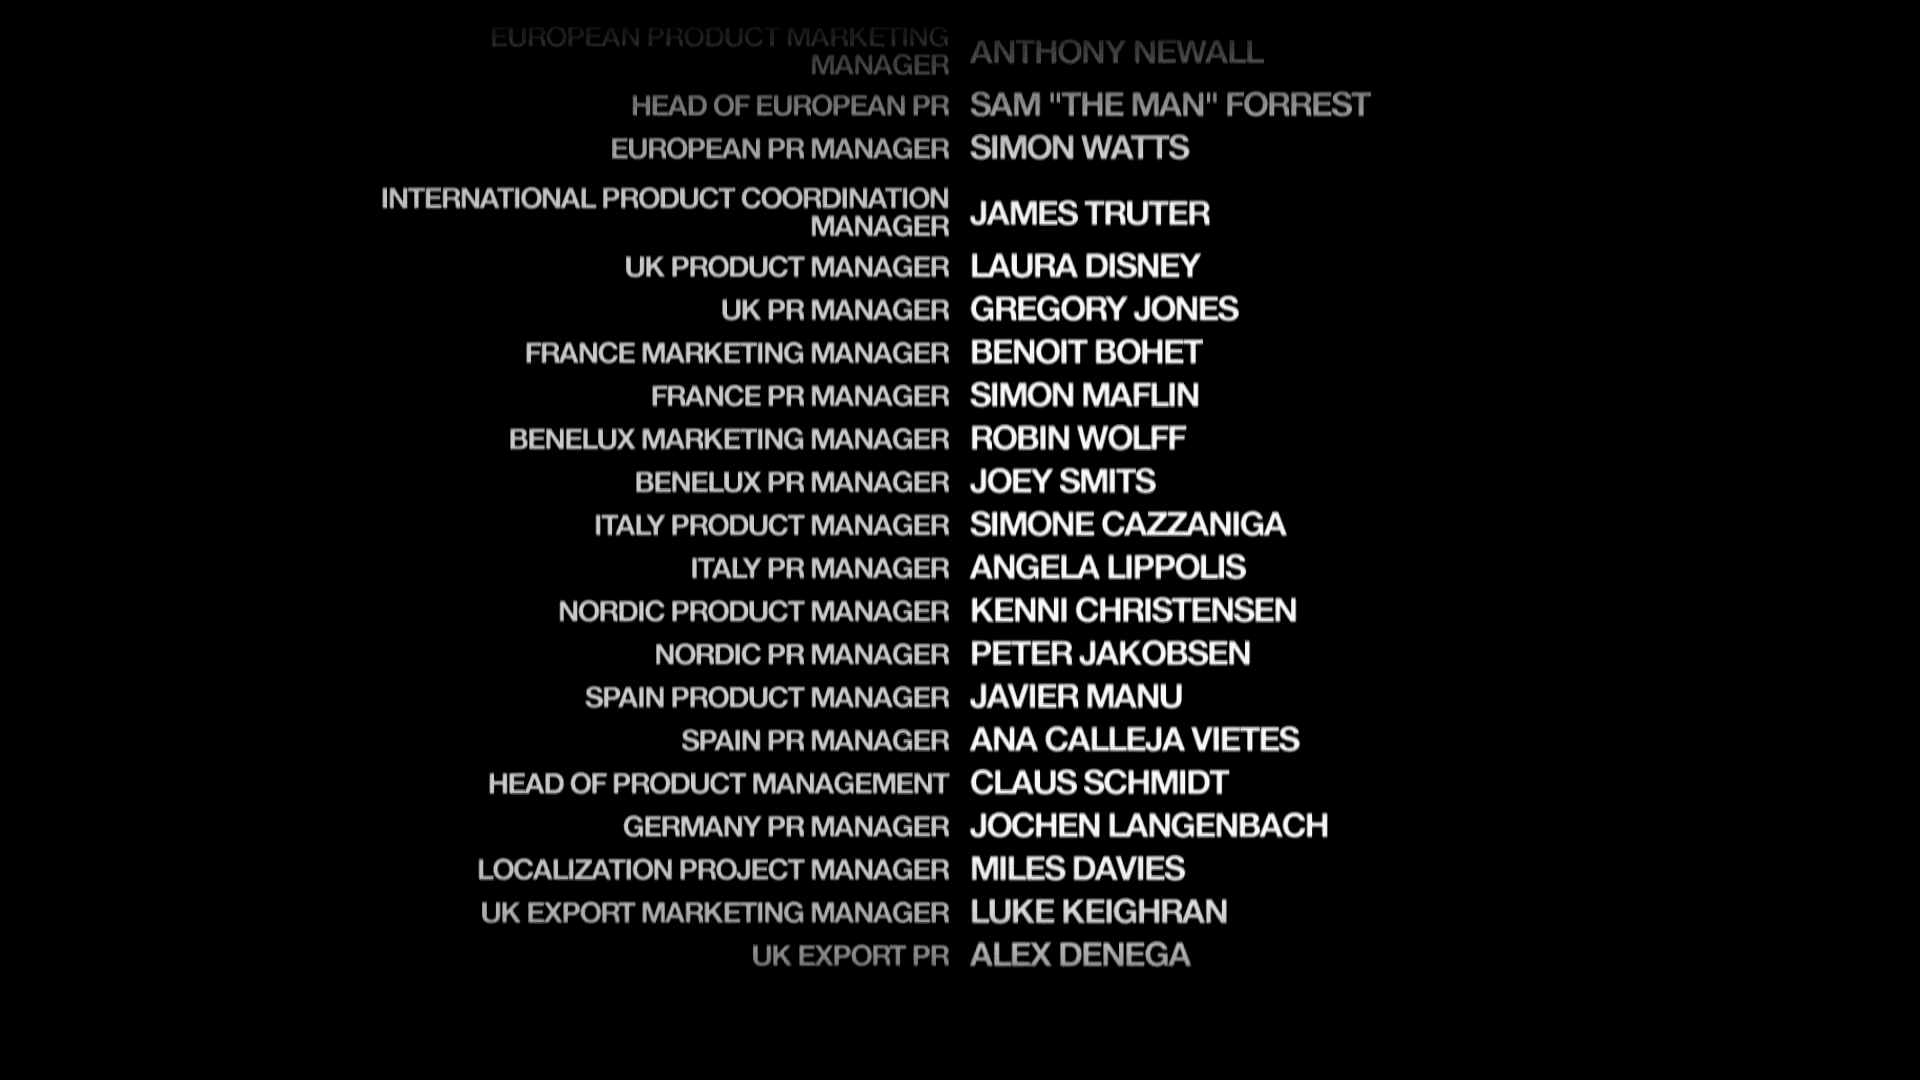 EUROPEAN PRODUCT MARKETING
MANAGER ANTHONY NEWALL
HEAD OF EUROPEAN PR SAM "THE MAN" FORREST
EUROPEAN PR MANAGER SIMON WATTS
INTERNATIONAL PRODUCT COORDINATION
MANAGER JAMES TRUTER
UK PRODUCT MANAGER LAURA DISNEY
UK PR MANAGER GREGORY JONES
FRANCE MARKETING MANAGER BENOIT BOHET
FRANCE PR MANAGER SIMON MAFLIN
BENELUX MARKETING MANAGER ROBIN WOLFF
BENELUX PR MANAGER JOEY SMITS
ITALY PRODUCT MANAGER SIMONE CAZZANIGA
ITALY PR MANAGER ANGELA LIPPOLIS
NORDIC PRODUCT MANAGER KENNI CHRISTENSEN
NORDIC PR MANAGER PETER JAKOBSEN
SPAIN PRODUCT MANAGER JAVIER MANU
SPAIN PR MANAGER ANA CALLEJA VIETES
HEAD OF PRODUCT MANAGEMENT CLAUS SCHMIDT
GERMANY PR MANAGER JOCHEN LANGENBACH
LOCALIZATION PROJECT MANAGER MILES DAVIES
UK EXPORT MARKETING MANAGER LUKE KEIGHRAN
UK EXPORT PR ALEX DENEGA